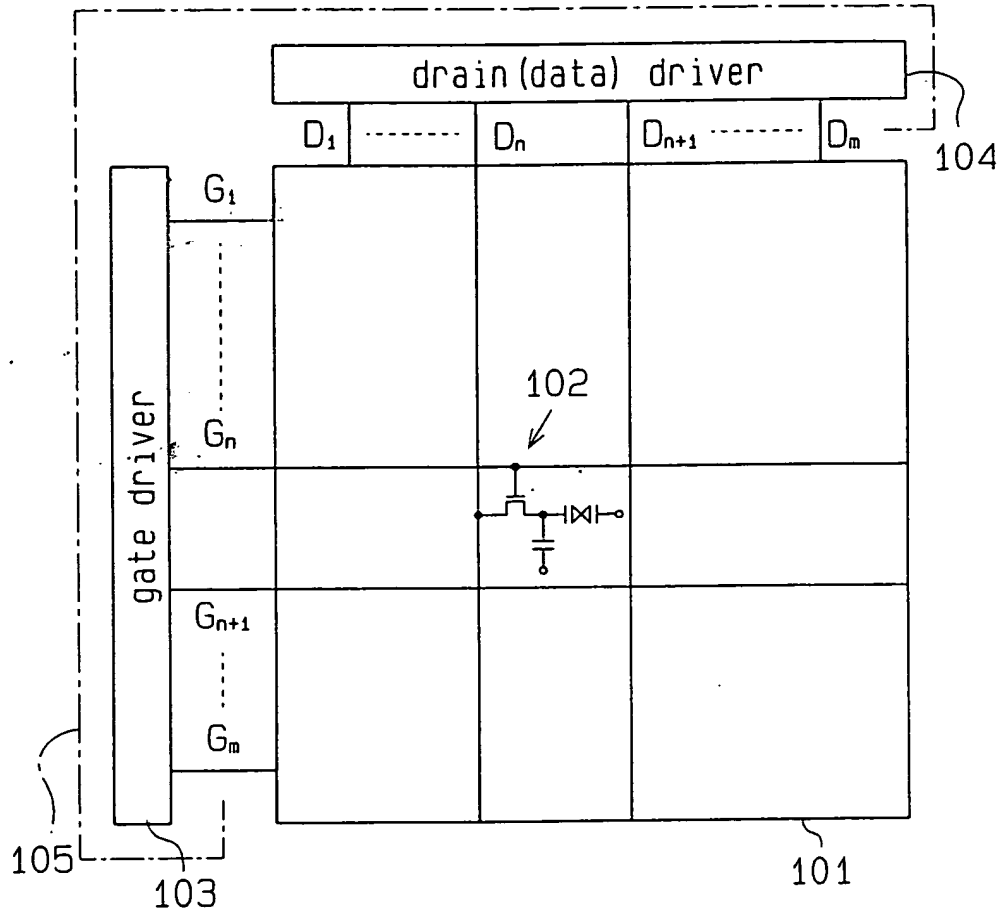 drain (data) driver
D₁ Dₙ Dₙ₊₁ Dₘ
104
G₁
102
Gₙ
gate driver
Gₙ₊₁
Gₘ
105
103
101